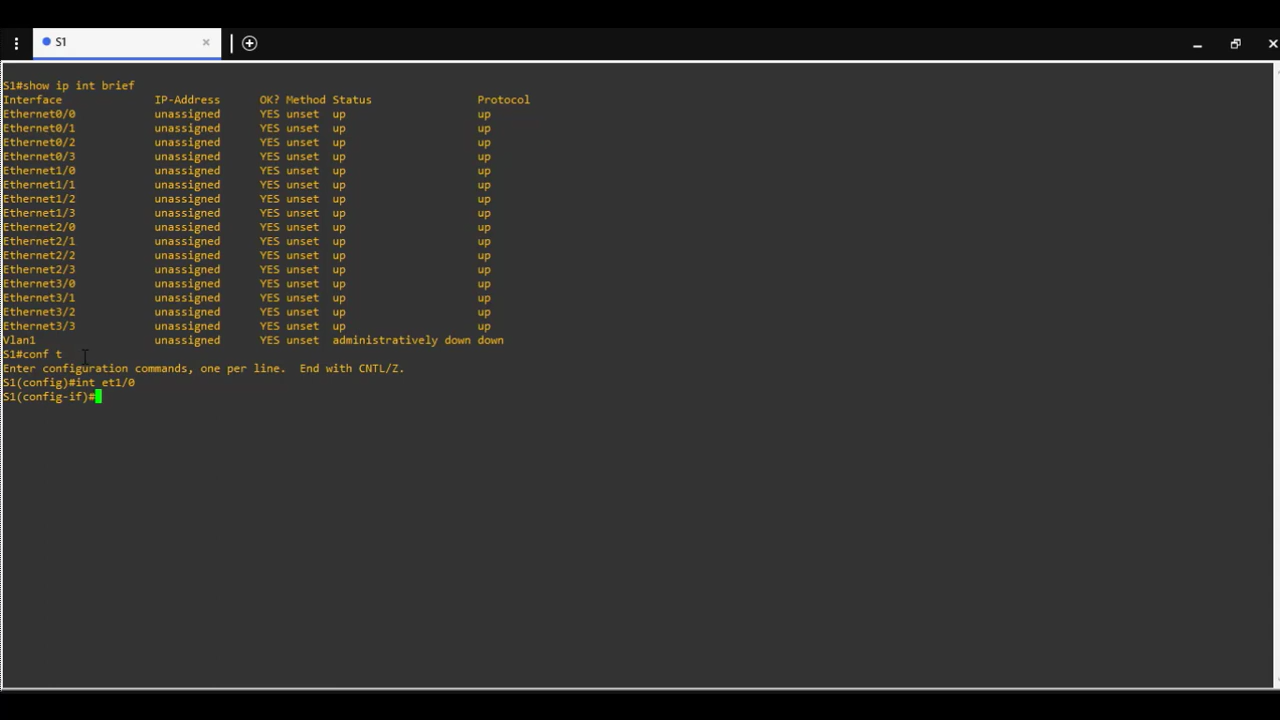 S1
S1#show ip int brief
Interface IP-Address OK? Method Status Protocol
Ethernet0/0 unassigned YES unset up up
Ethernet0/1 unassigned YES unset up up
Ethernet0/2 unassigned YES unset up up
Ethernet0/3 unassigned YES unset up up
Ethernet1/0 unassigned YES unset up up
Ethernet1/1 unassigned YES unset up up
Ethernet1/2 unassigned YES unset up up
Ethernet1/3 unassigned YES unset up up
Ethernet2/0 unassigned YES unset up up
Ethernet2/1 unassigned YES unset up up
Ethernet2/2 unassigned YES unset up up
Ethernet2/3 unassigned YES unset up up
Ethernet3/0 unassigned YES unset up up
Ethernet3/1 unassigned YES unset up up
Ethernet3/2 unassigned YES unset up up
Ethernet3/3 unassigned YES unset up up
Vlan1 unassigned YES unset administratively down down
S1#conf t
Enter configuration commands, one per line. End with CNTL/Z.
S1(config)#int et1/0
S1(config-if)#